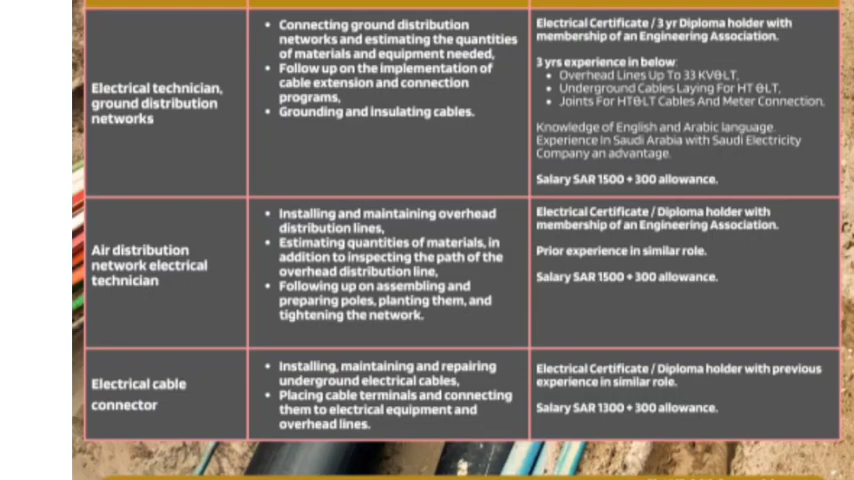 Electrical technician,
ground distribution
networks
• Connecting ground distribution
networks and estimating the quantities
of materials and equipment needed,
• Follow up on the implementation of
cable extension and connection
programs,
• Grounding and insulating cables.
Electrical Certificate / 3 yr Diploma holder with
membership of an Engineering Association.
3 yrs experience in below:
• Overhead Lines Up To 33 KV&LT,
• Underground Cables Laying For HT &LT,
• Joints For HT&LT Cables And Meter Connection.
Knowledge of English and Arabic language.
Experience In Saudi Arabia with Saudi Electricity
Company an advantage.
Salary SAR 1500 + 300 allowance.
Air distribution
network electrical
technician
• Installing and maintaining overhead
distribution lines,
• Estimating quantities of materials, in
addition to inspecting the path of the
overhead distribution line,
• Following up on assembling and
preparing poles, planting them, and
tightening the network.
Electrical Certificate / Diploma holder with
membership of an Engineering Association.
Prior experience in similar role.
Salary SAR 1500 + 300 allowance.
Electrical cable
connector
• Installing, maintaining and repairing
underground electrical cables,
• Placing cable terminals and connecting
them to electrical equipment and
overhead lines.
Electrical Certificate / Diploma holder with previous
experience in similar role.
Salary SAR 1300 + 300 allowance.